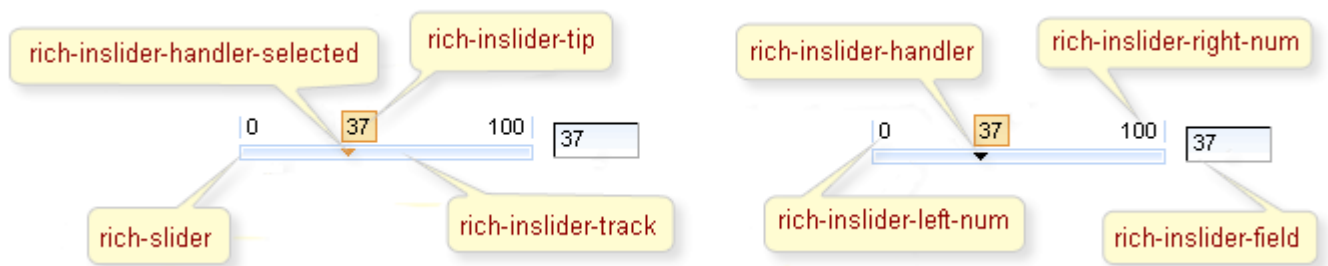 rich-inslider-handler-selected
rich-inslider-tip
0
37
100
37
rich-slider
rich-inslider-track
rich-inslider-handler
rich-inslider-right-num
0
37
100
37
rich-inslider-left-num
rich-inslider-field